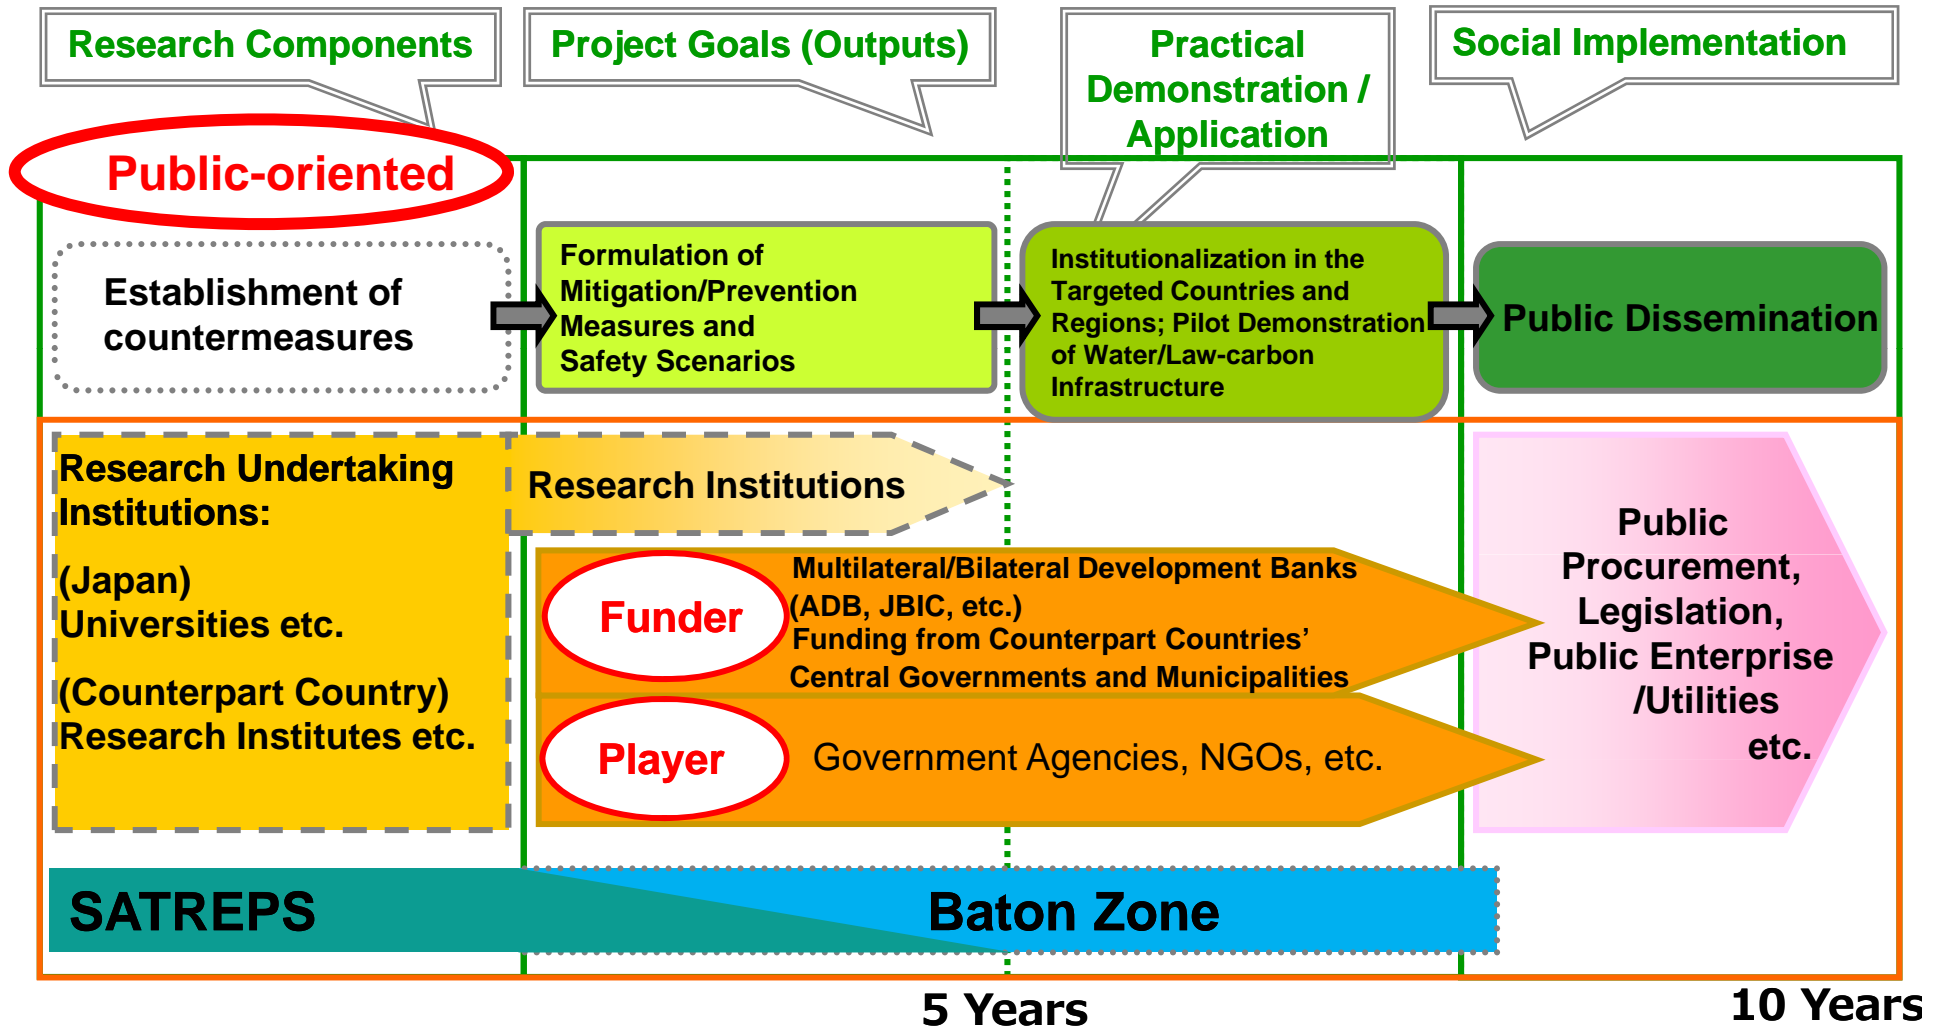 Research Components
Project Goals (Outputs)
Practical
Demonstration /
Application
Social Implementation
Public-oriented
Establishment of
countermeasures
Formulation of
Mitigation/Prevention
Measures and
Safety Scenarios
Institutionalization in the
Targeted Countries and
Regions; Pilot Demonstration
of Water/Law-carbon
Infrastructure
Public Dissemination
Research Undertaking
Institutions:
(Japan)
Universities etc.
(Counterpart Country)
Research Institutes etc.
Research Institutions
Funder
Multilateral/Bilateral Development Banks
(ADB, JBIC, etc.)
Funding from Counterpart Countries’
Central Governments and Municipalities
Player
Government Agencies, NGOs, etc.
Public
Procurement,
Legislation,
Public Enterprise
/Utilities
etc.
SATREPS
Baton Zone
5 Years
10 Years